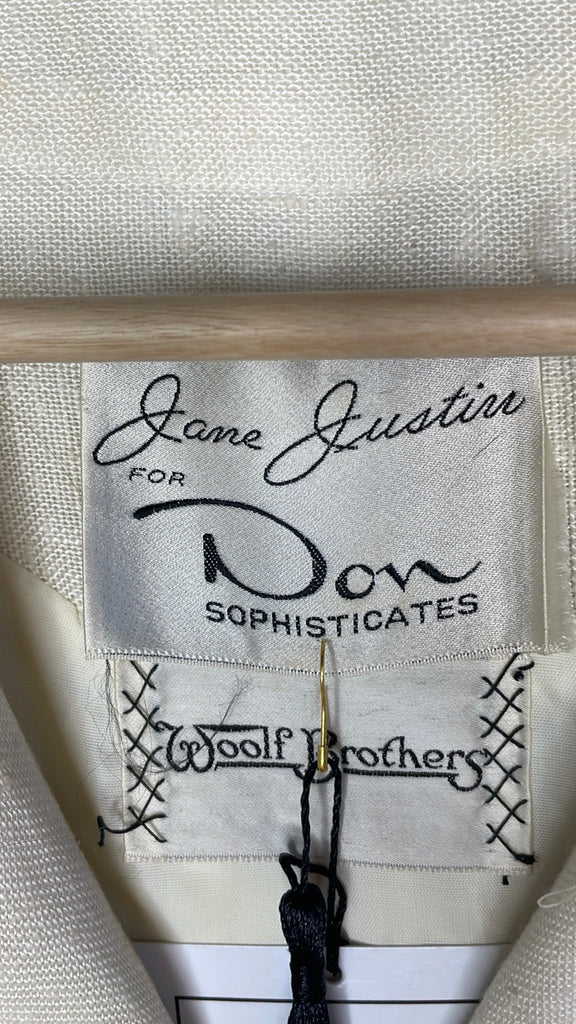 Jane Justin
FOR
Don
SOPHISTICATES
Woolf Brothers